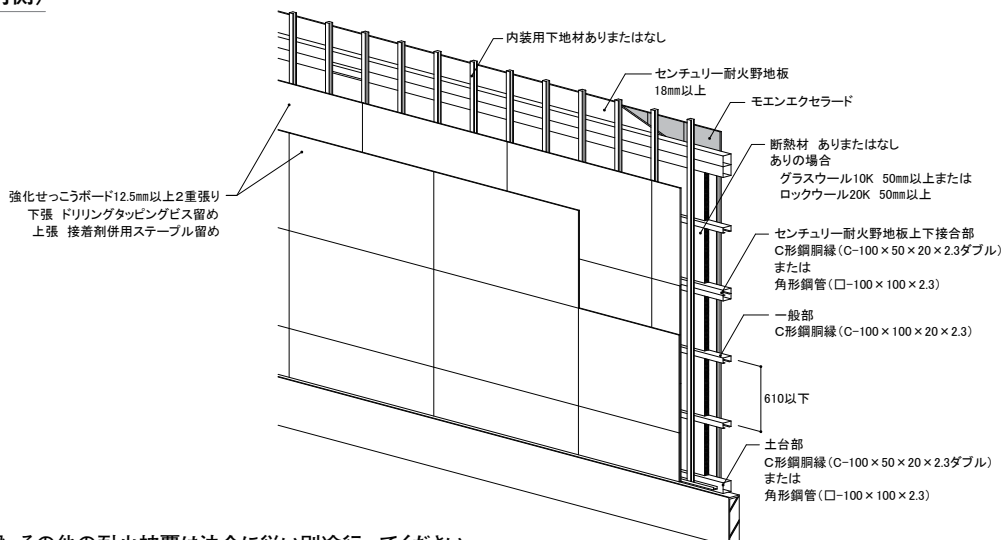 内装用下地材ありまたはなし
センチュリー耐火野地板
18mm以上
モエンエクセラード
断熱材 ありまたはなし
ありの場合
グラスウール10K 50mm以上または
ロックウール20K 50mm以上
強化せっこうボード12.5mm以上2重張り
下張 ドリリングタッピングビス留め
上張 接着剤併用ステープル留め
センチュリー耐火野地板上下接合部
C形鋼胴縁(C-100×50×20×2.3ダブル)
または
角形鋼管(□-100×100×2.3)
一般部
C形鋼胴縁(C-100×100×20×2.3)
610以下
土台部
C形鋼胴縁(C-100×50×20×2.3ダブル)
または
角形鋼管(□-100×100×2.3)